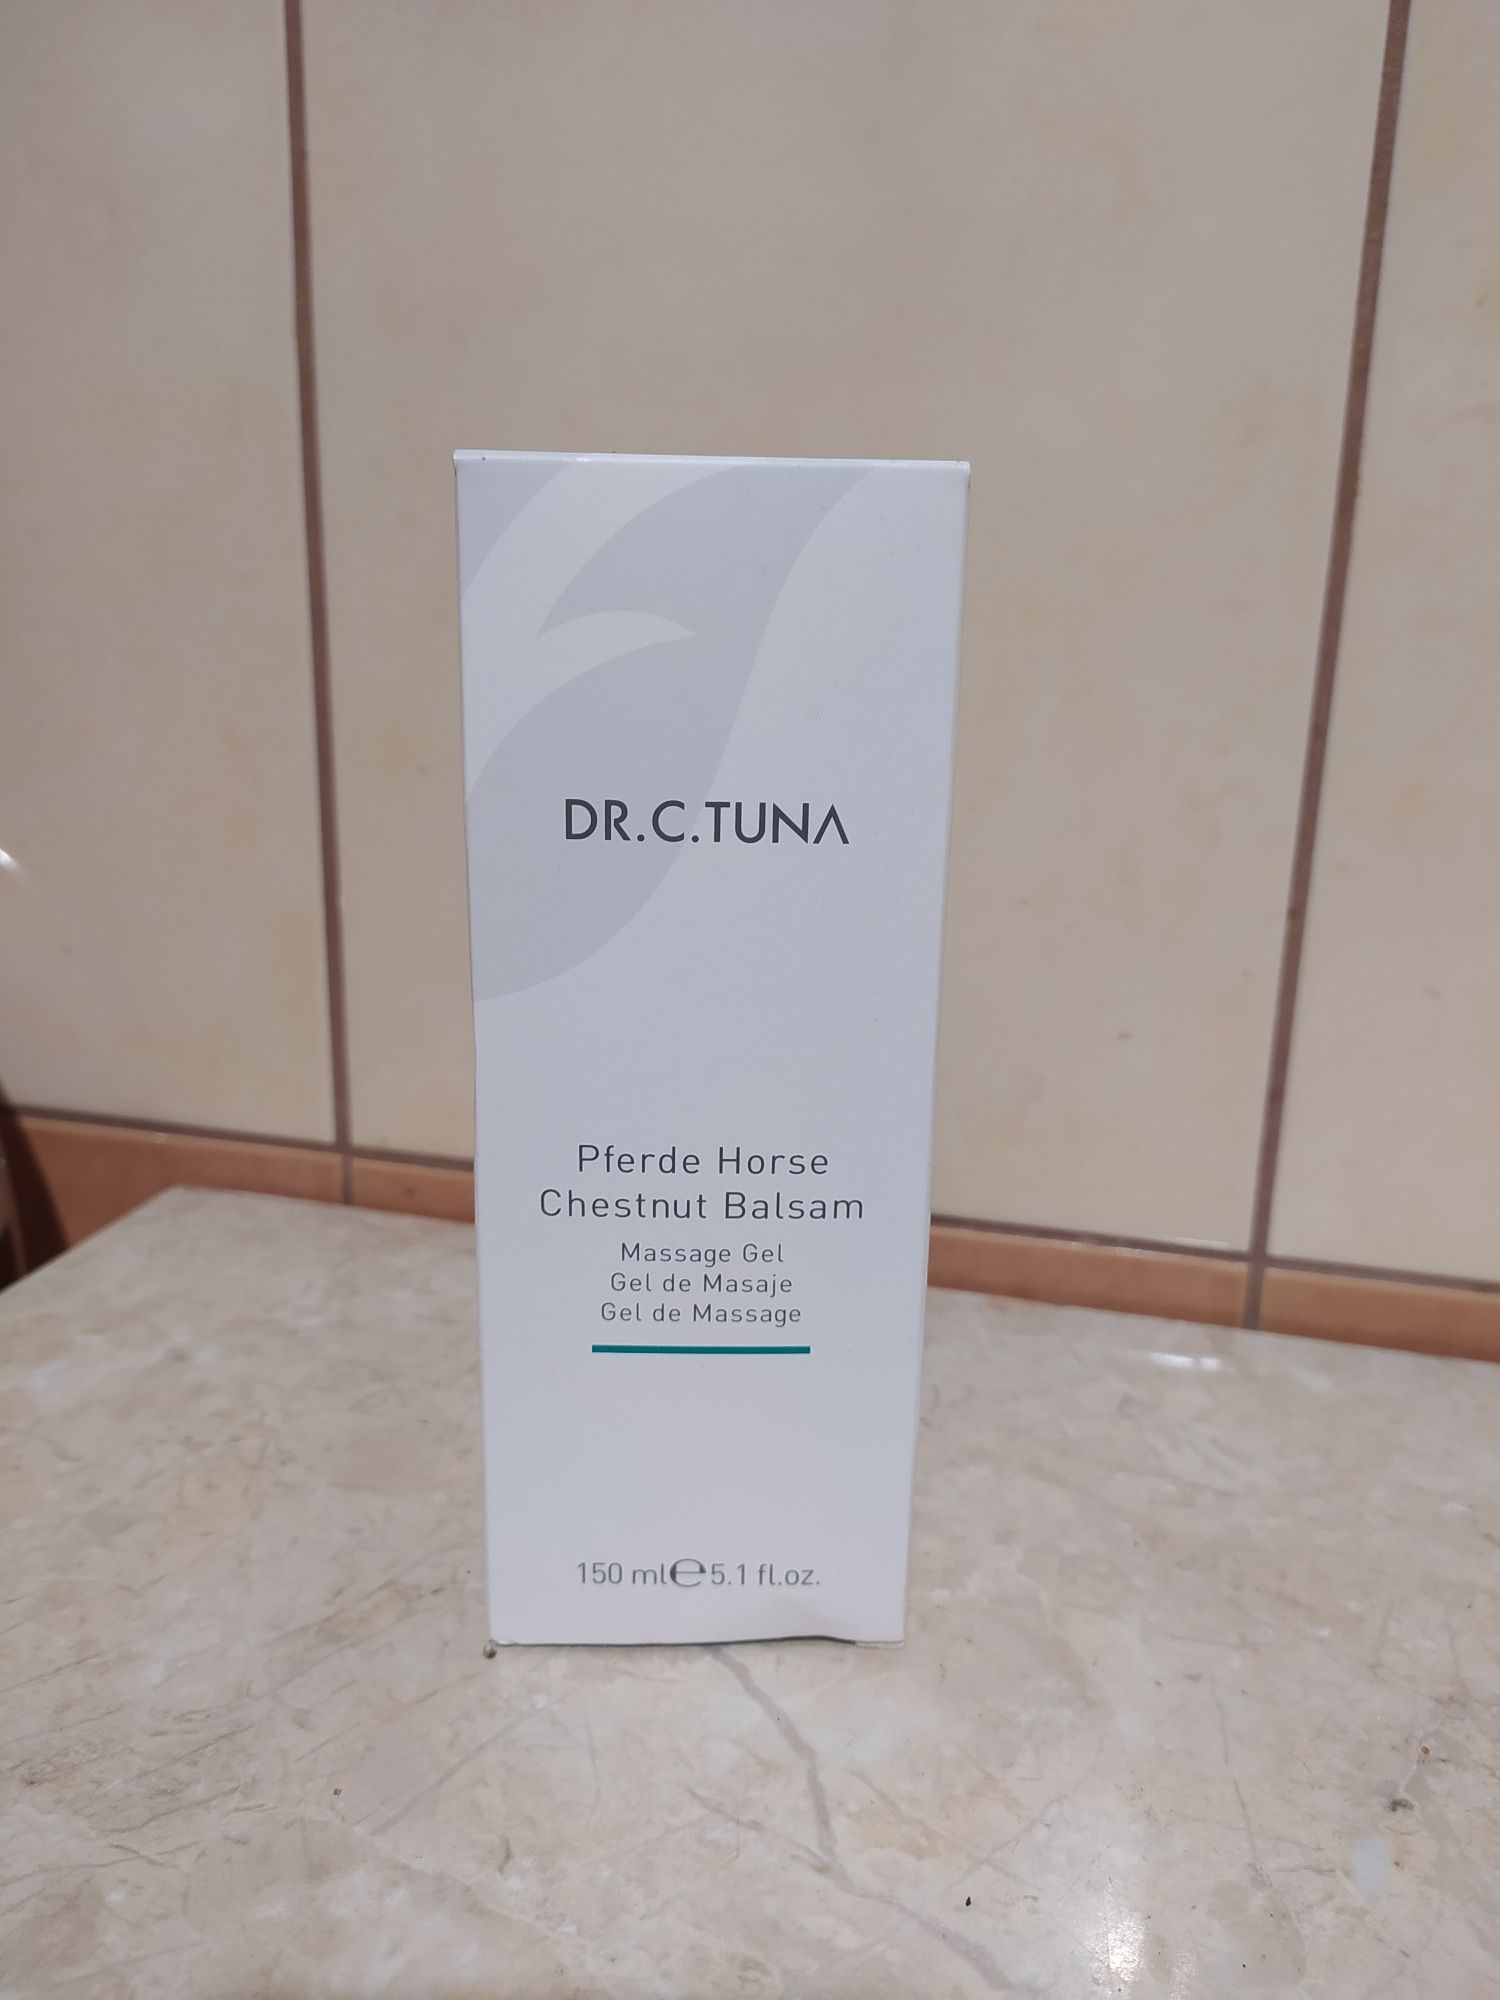 DR.C.TUNA
Pferde Horse
Chestnut Balsam
Massage Gel
Gel de Masaje
Gel de Massage
150 ml℮5.1 fl.oz.